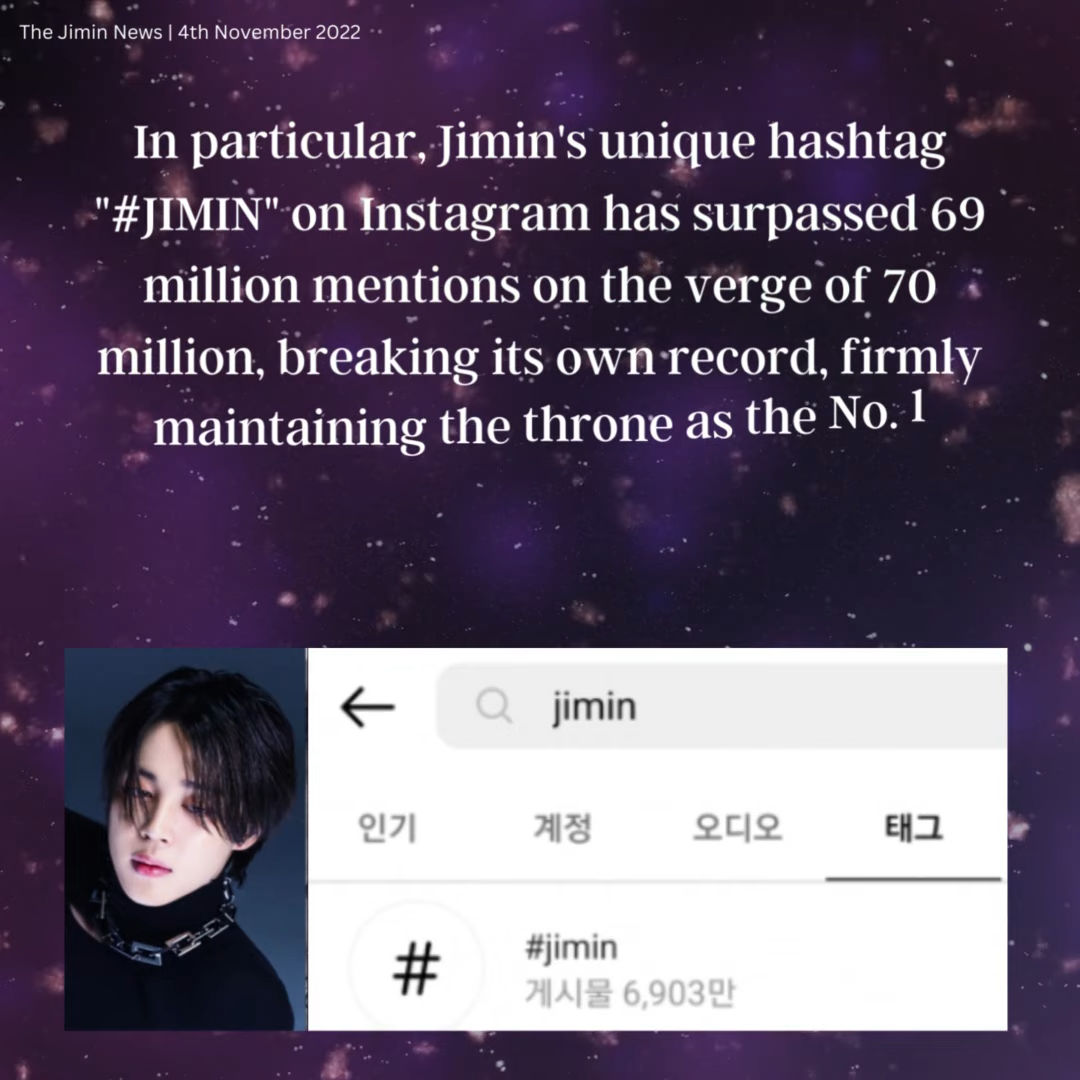 The Jimin News | 4th November 2022
In particular, Jimin's unique hashtag
"#JIMIN" on Instagram has surpassed 69
million mentions on the verge of 70
million, breaking its own record, firmly
maintaining the throne as the No. 1
jimin
인기 계정 오디오 태그
# #jimin
게시물 6,903만